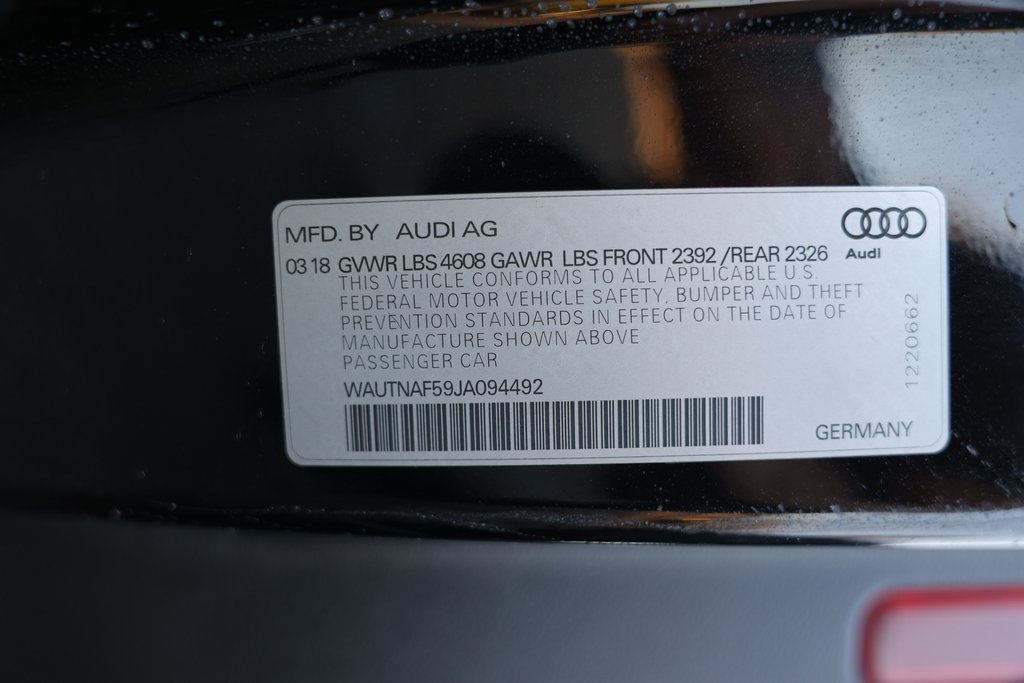 MFD. BY AUDI AG
Audi
03 18 GVWR LBS 4608 GAWR LBS FRONT 2392 /REAR 2326
THIS VEHICLE CONFORMS TO ALL APPLICABLE U.S.
FEDERAL MOTOR VEHICLE SAFETY, BUMPER AND THEFT
PREVENTION STANDARDS IN EFFECT ON THE DATE OF
MANUFACTURE SHOWN ABOVE
PASSENGER CAR
WAUTNAF59JA094492
1220662
GERMANY